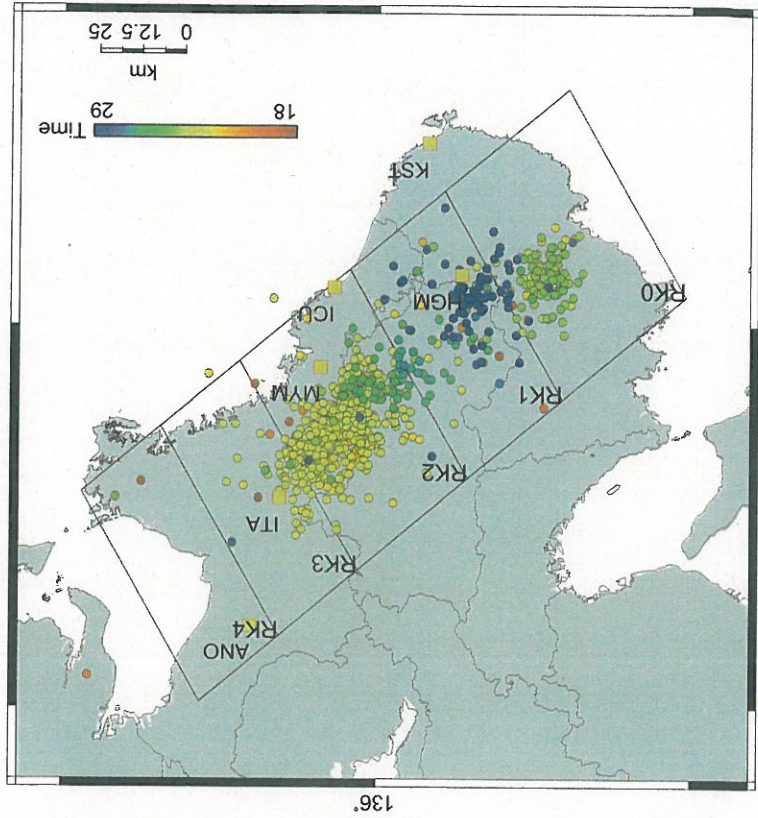 136°
ANO
RK4
ITA
RK3
MYM
RK2
ICU
RK1
HGM
RK0
KST
18 29 Time
km
0 12.5 25